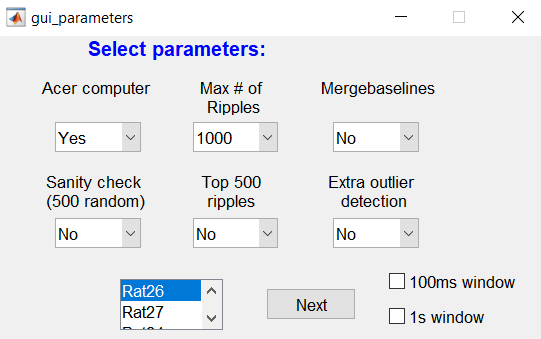 gui_parameters
Select parameters:
Acer computer
Max # of
Ripples
Mergebaselines
Yes
1000
No
Sanity check
(500 random)
Top 500
ripples
Extra outlier
detection
No
No
No
Rat26
Rat27
Next
100ms window
1s window